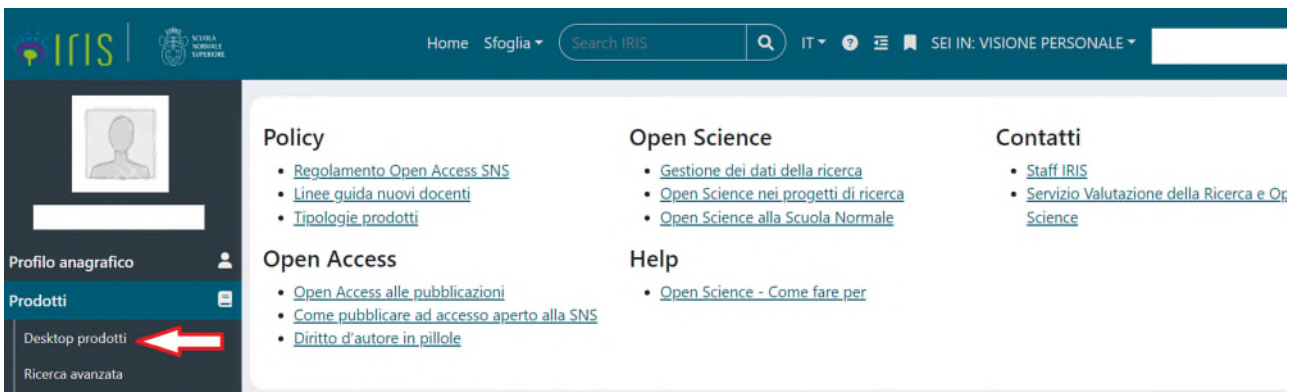 IRIS
SCUOLA
NORMALE
SUPERIORE
Home Sfoglia Search IRIS IT SEI IN: VISIONE PERSONALE
Profilo anagrafico
Prodotti
Desktop prodotti
Ricerca avanzata
Policy
Regolamento Open Access SNS
Linee guida nuovi docenti
Tipologie prodotti
Open Science
Gestione dei dati della ricerca
Open Science nei progetti di ricerca
Open Science alla Scuola Normale
Contatti
Staff IRIS
Servizio Valutazione della Ricerca e Op
Science
Open Access
Open Access alle pubblicazioni
Come pubblicare ad accesso aperto alla SNS
Diritto d'autore in pillole
Help
Open Science - Come fare per